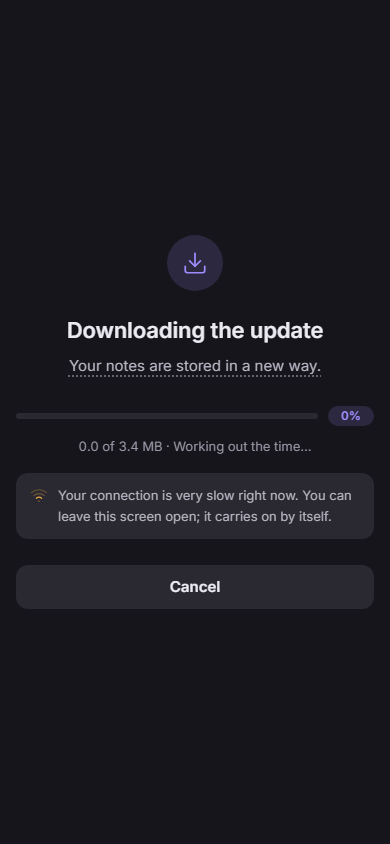 Downloading the update
Your notes are stored in a new way.
0%
0.0 of 3.4 MB · Working out the time...
Your connection is very slow right now. You can
leave this screen open; it carries on by itself.
Cancel